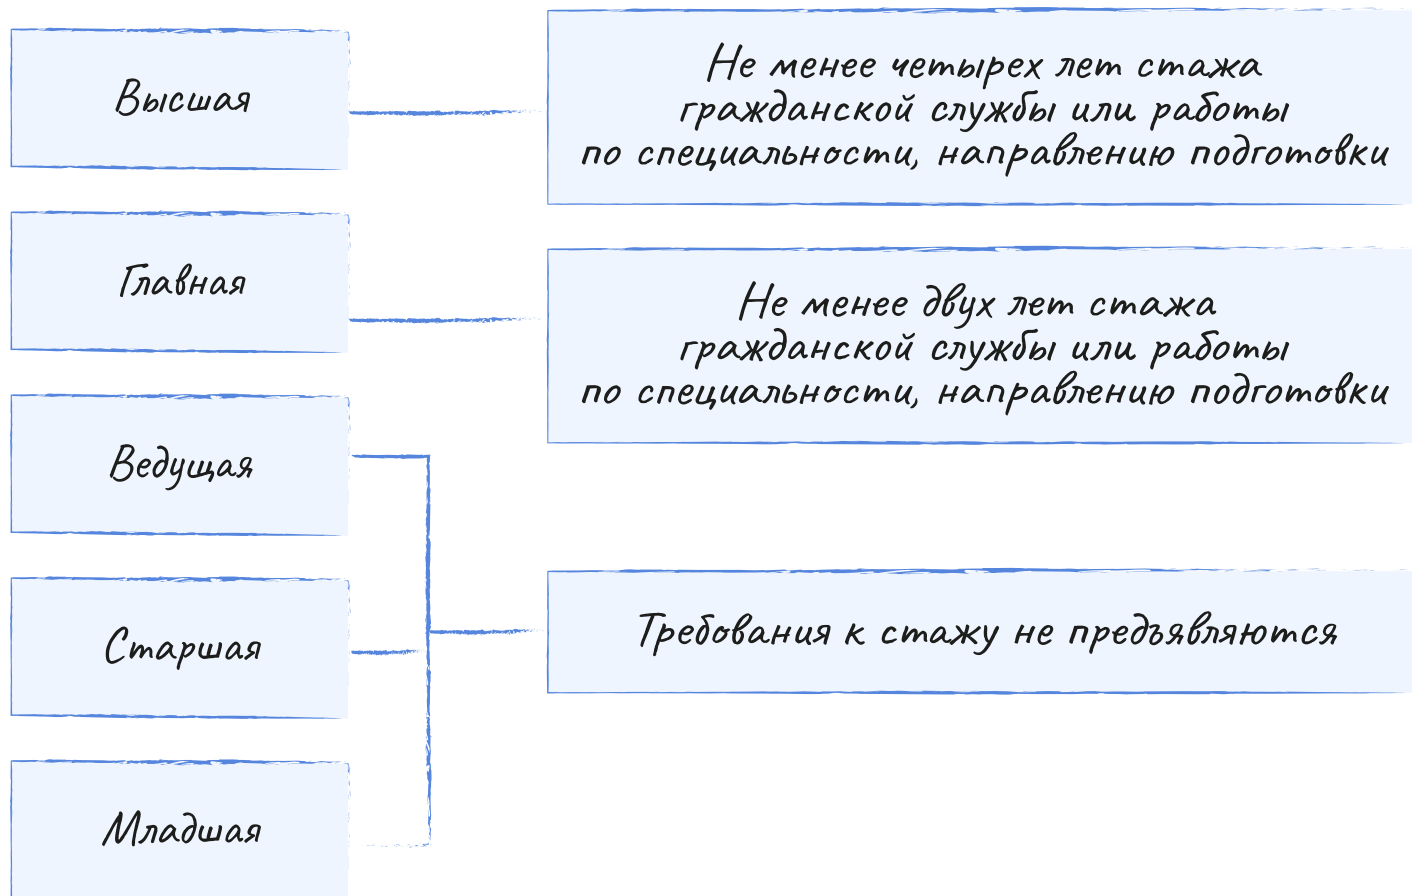 Высшая
Не менее четырех лет стажа
гражданской службы или работы
по специальности, направлению подготовки
Главная
Не менее двух лет стажа
гражданской службы или работы
по специальности, направлению подготовки
Ведущая
Старшая
Требования к стажу не предъявляются
Младшая